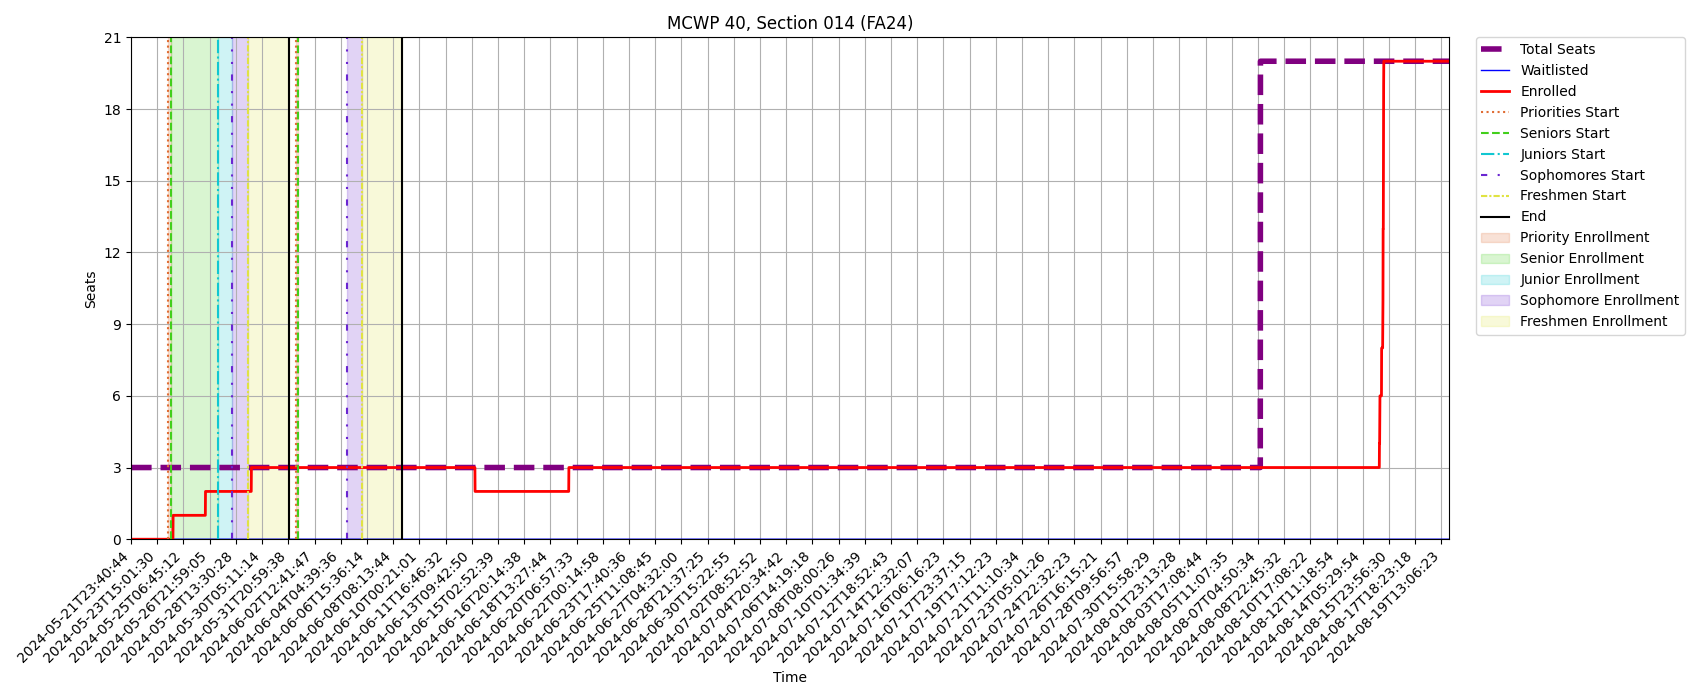 MCWP 40, Section 014 (FA24)
21
18
15
12
9
6
3
0
Seats
2024-05-21T23:40:44
2024-05-23T15:01:30
2024-05-25T06:45:12
2024-05-26T21:59:05
2024-05-28T13:30:28
2024-05-30T05:11:14
2024-05-31T20:59:38
2024-06-02T12:41:47
2024-06-04T04:39:36
2024-06-06T15:36:14
2024-06-08T08:13:44
2024-06-10T00:21:01
2024-06-11T16:46:32
2024-06-13T09:42:50
2024-06-15T02:52:39
2024-06-16T20:14:38
2024-06-18T13:27:44
2024-06-20T06:57:33
2024-06-22T00:14:58
2024-06-23T17:40:36
2024-06-25T11:08:45
2024-06-27T04:32:00
2024-06-28T21:37:25
2024-06-30T15:22:55
2024-07-02T08:52:52
2024-07-04T20:34:42
2024-07-06T14:19:18
2024-07-08T08:00:26
2024-07-10T01:34:39
2024-07-12T18:52:43
2024-07-14T12:32:07
2024-07-16T06:16:23
2024-07-17T23:37:15
2024-07-19T17:12:23
2024-07-21T11:10:34
2024-07-23T05:01:26
2024-07-24T22:32:23
2024-07-26T16:15:21
2024-07-28T09:56:57
2024-07-30T15:58:29
2024-08-01T23:13:28
2024-08-03T17:08:44
2024-08-05T11:07:35
2024-08-07T04:50:34
2024-08-08T22:45:32
2024-08-10T17:08:22
2024-08-12T11:18:54
2024-08-14T05:29:54
2024-08-15T23:56:30
2024-08-17T18:23:18
2024-08-19T13:06:23
Time
Total Seats
Waitlisted
Enrolled
Priorities Start
Seniors Start
Juniors Start
Sophomores Start
Freshmen Start
End
Priority Enrollment
Senior Enrollment
Junior Enrollment
Sophomore Enrollment
Freshmen Enrollment